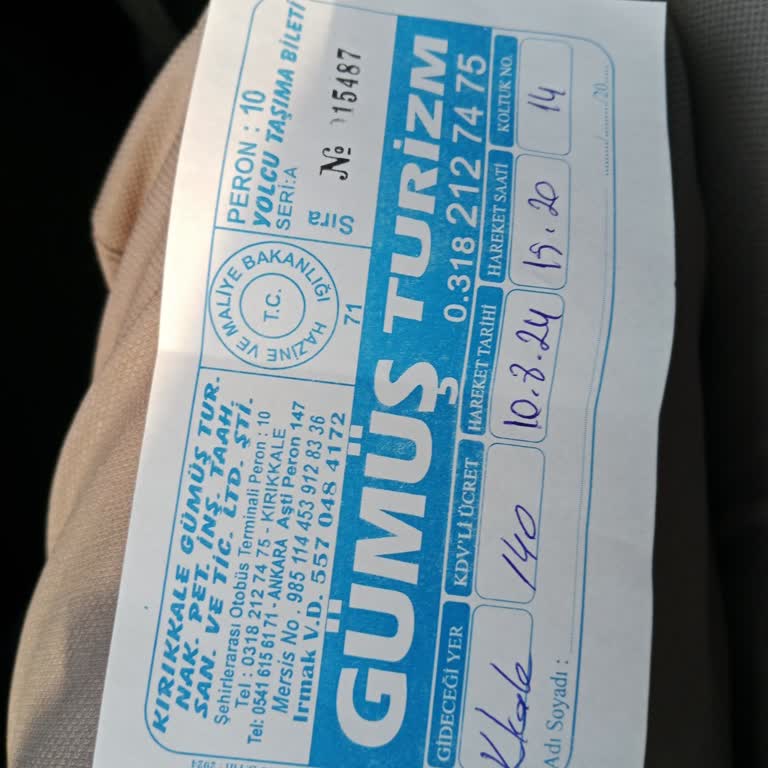 KIRIKKALE GÜMÜŞ TUR.
NAK. PET. İNŞ. TAAH.
SAN. VE TİC. LTD. ŞTİ.
Şehirlerarası Otobüs Terminali Peron : 10
Tel : 0318 212 74 75 - KIRIKKALE
Tel: 0541 615 61 71 - ANKARA Aşti Peron 147
Mersis No : 985 114 453 912 83 36
Irmak V.D. 557 048 4172
T.C.
HAZİNE VE MALİYE BAKANLIĞI
71
PERON : 10
YOLCU TAŞIMA BİLETİ
SERİ:A
№ 015487
GÜMÜŞ TURİZM
0.318 212 74 75
GİDECEĞİ YER
KDV'Lİ ÜCRET
HAREKET TARİHİ
HAREKET SAATİ
KOLTUK NO.
Kkale
140
10.8.24
15.20
14
Adı Soyadı :
......./......./20.....